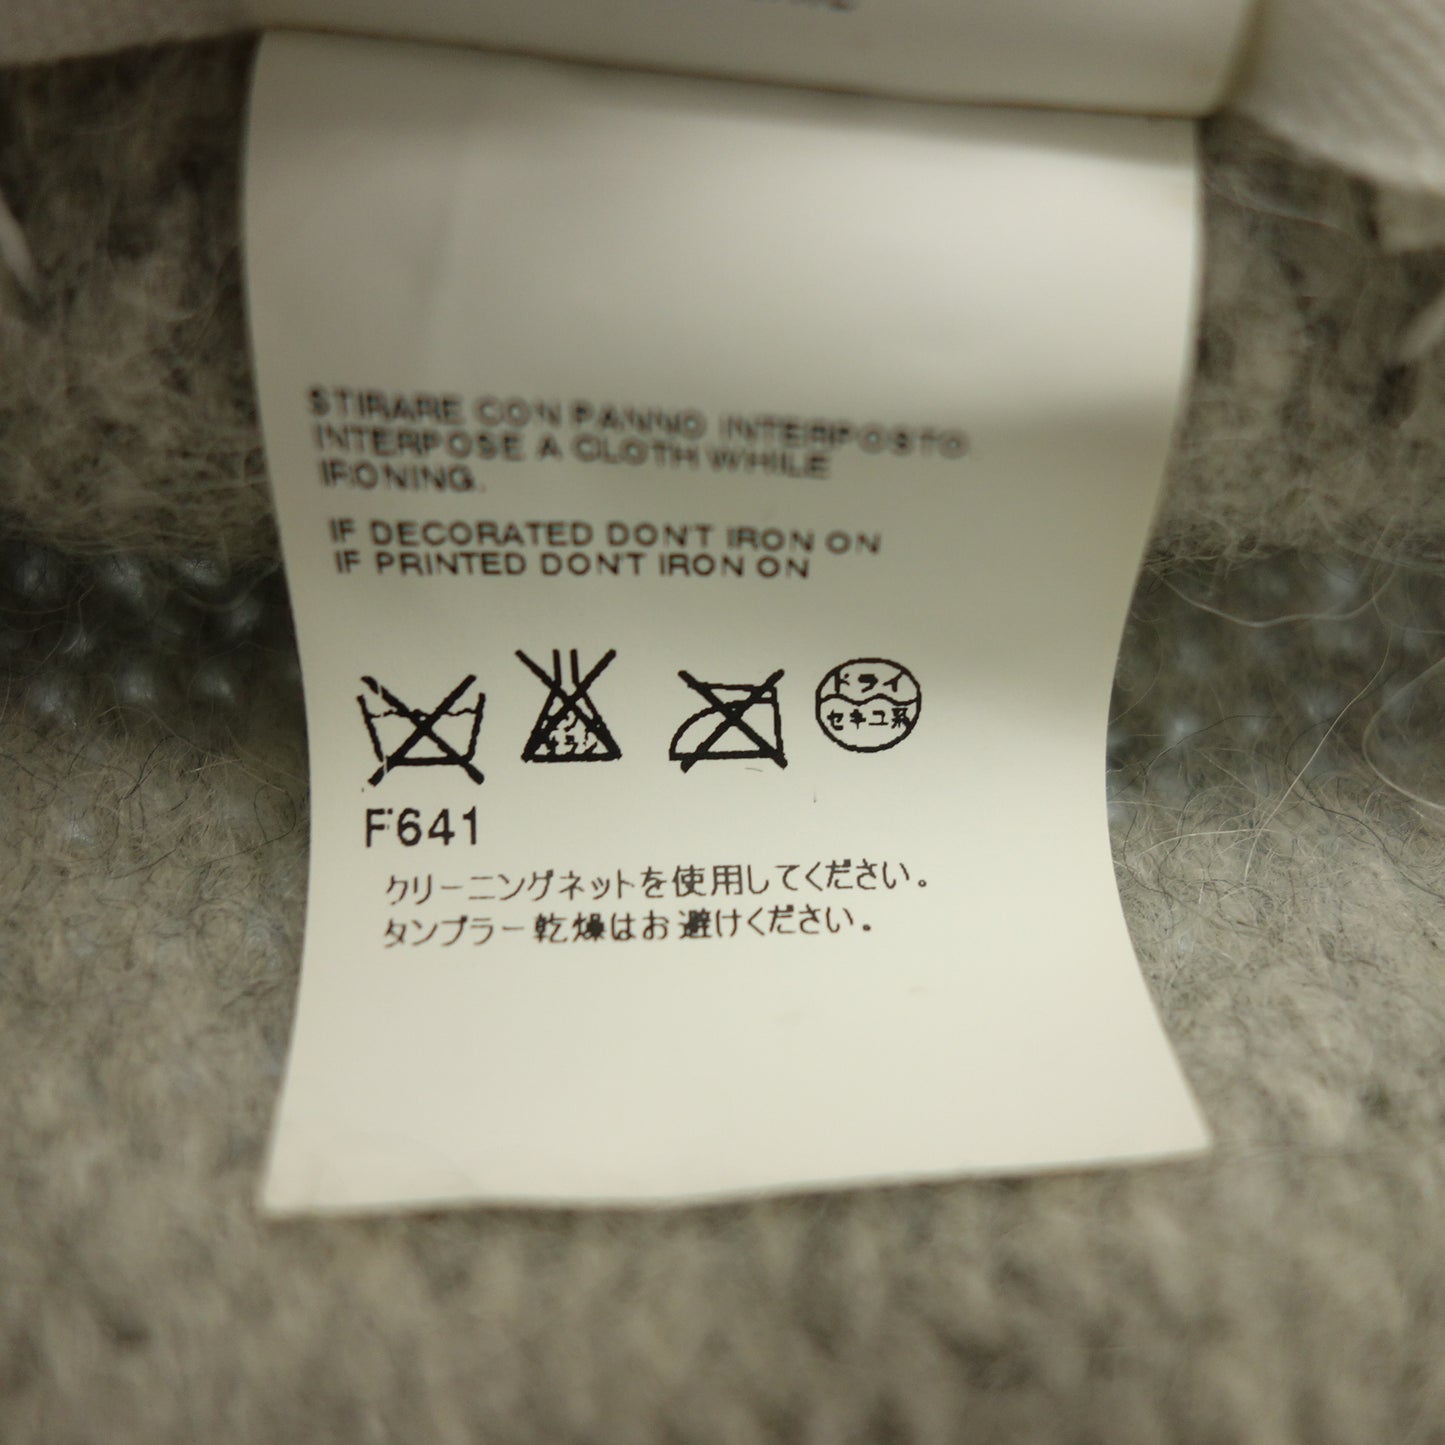 STIRARE CON PANNO INTERPOSTO
INTERPOSE A CLOTH WHILE
IRONING.
IF DECORATED DON'T IRON ON
IF PRINTED DON'T IRON ON
ドライ
セキユ系
F641
クリーニングネットを使用してください。
タンブラー乾燥はお避けください。